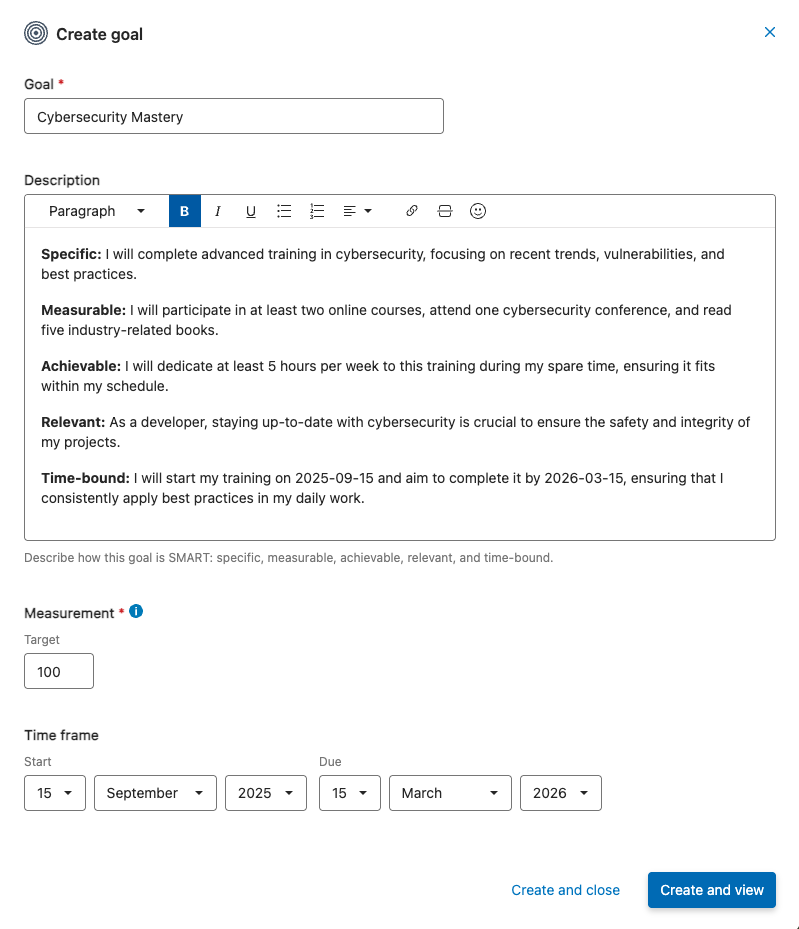 Create goal
Goal *
Cybersecurity Mastery
Description
Paragraph B I U
Specific: I will complete advanced training in cybersecurity, focusing on recent trends, vulnerabilities, and
best practices.
Measurable: I will participate in at least two online courses, attend one cybersecurity conference, and read
five industry-related books.
Achievable: I will dedicate at least 5 hours per week to this training during my spare time, ensuring it fits
within my schedule.
Relevant: As a developer, staying up-to-date with cybersecurity is crucial to ensure the safety and integrity of
my projects.
Time-bound: I will start my training on 2025-09-15 and aim to complete it by 2026-03-15, ensuring that I
consistently apply best practices in my daily work.
Describe how this goal is SMART: specific, measurable, achievable, relevant, and time-bound.
Measurement * i
Target
100
Time frame
Start Due
15 September 2025 15 March 2026
Create and close Create and view